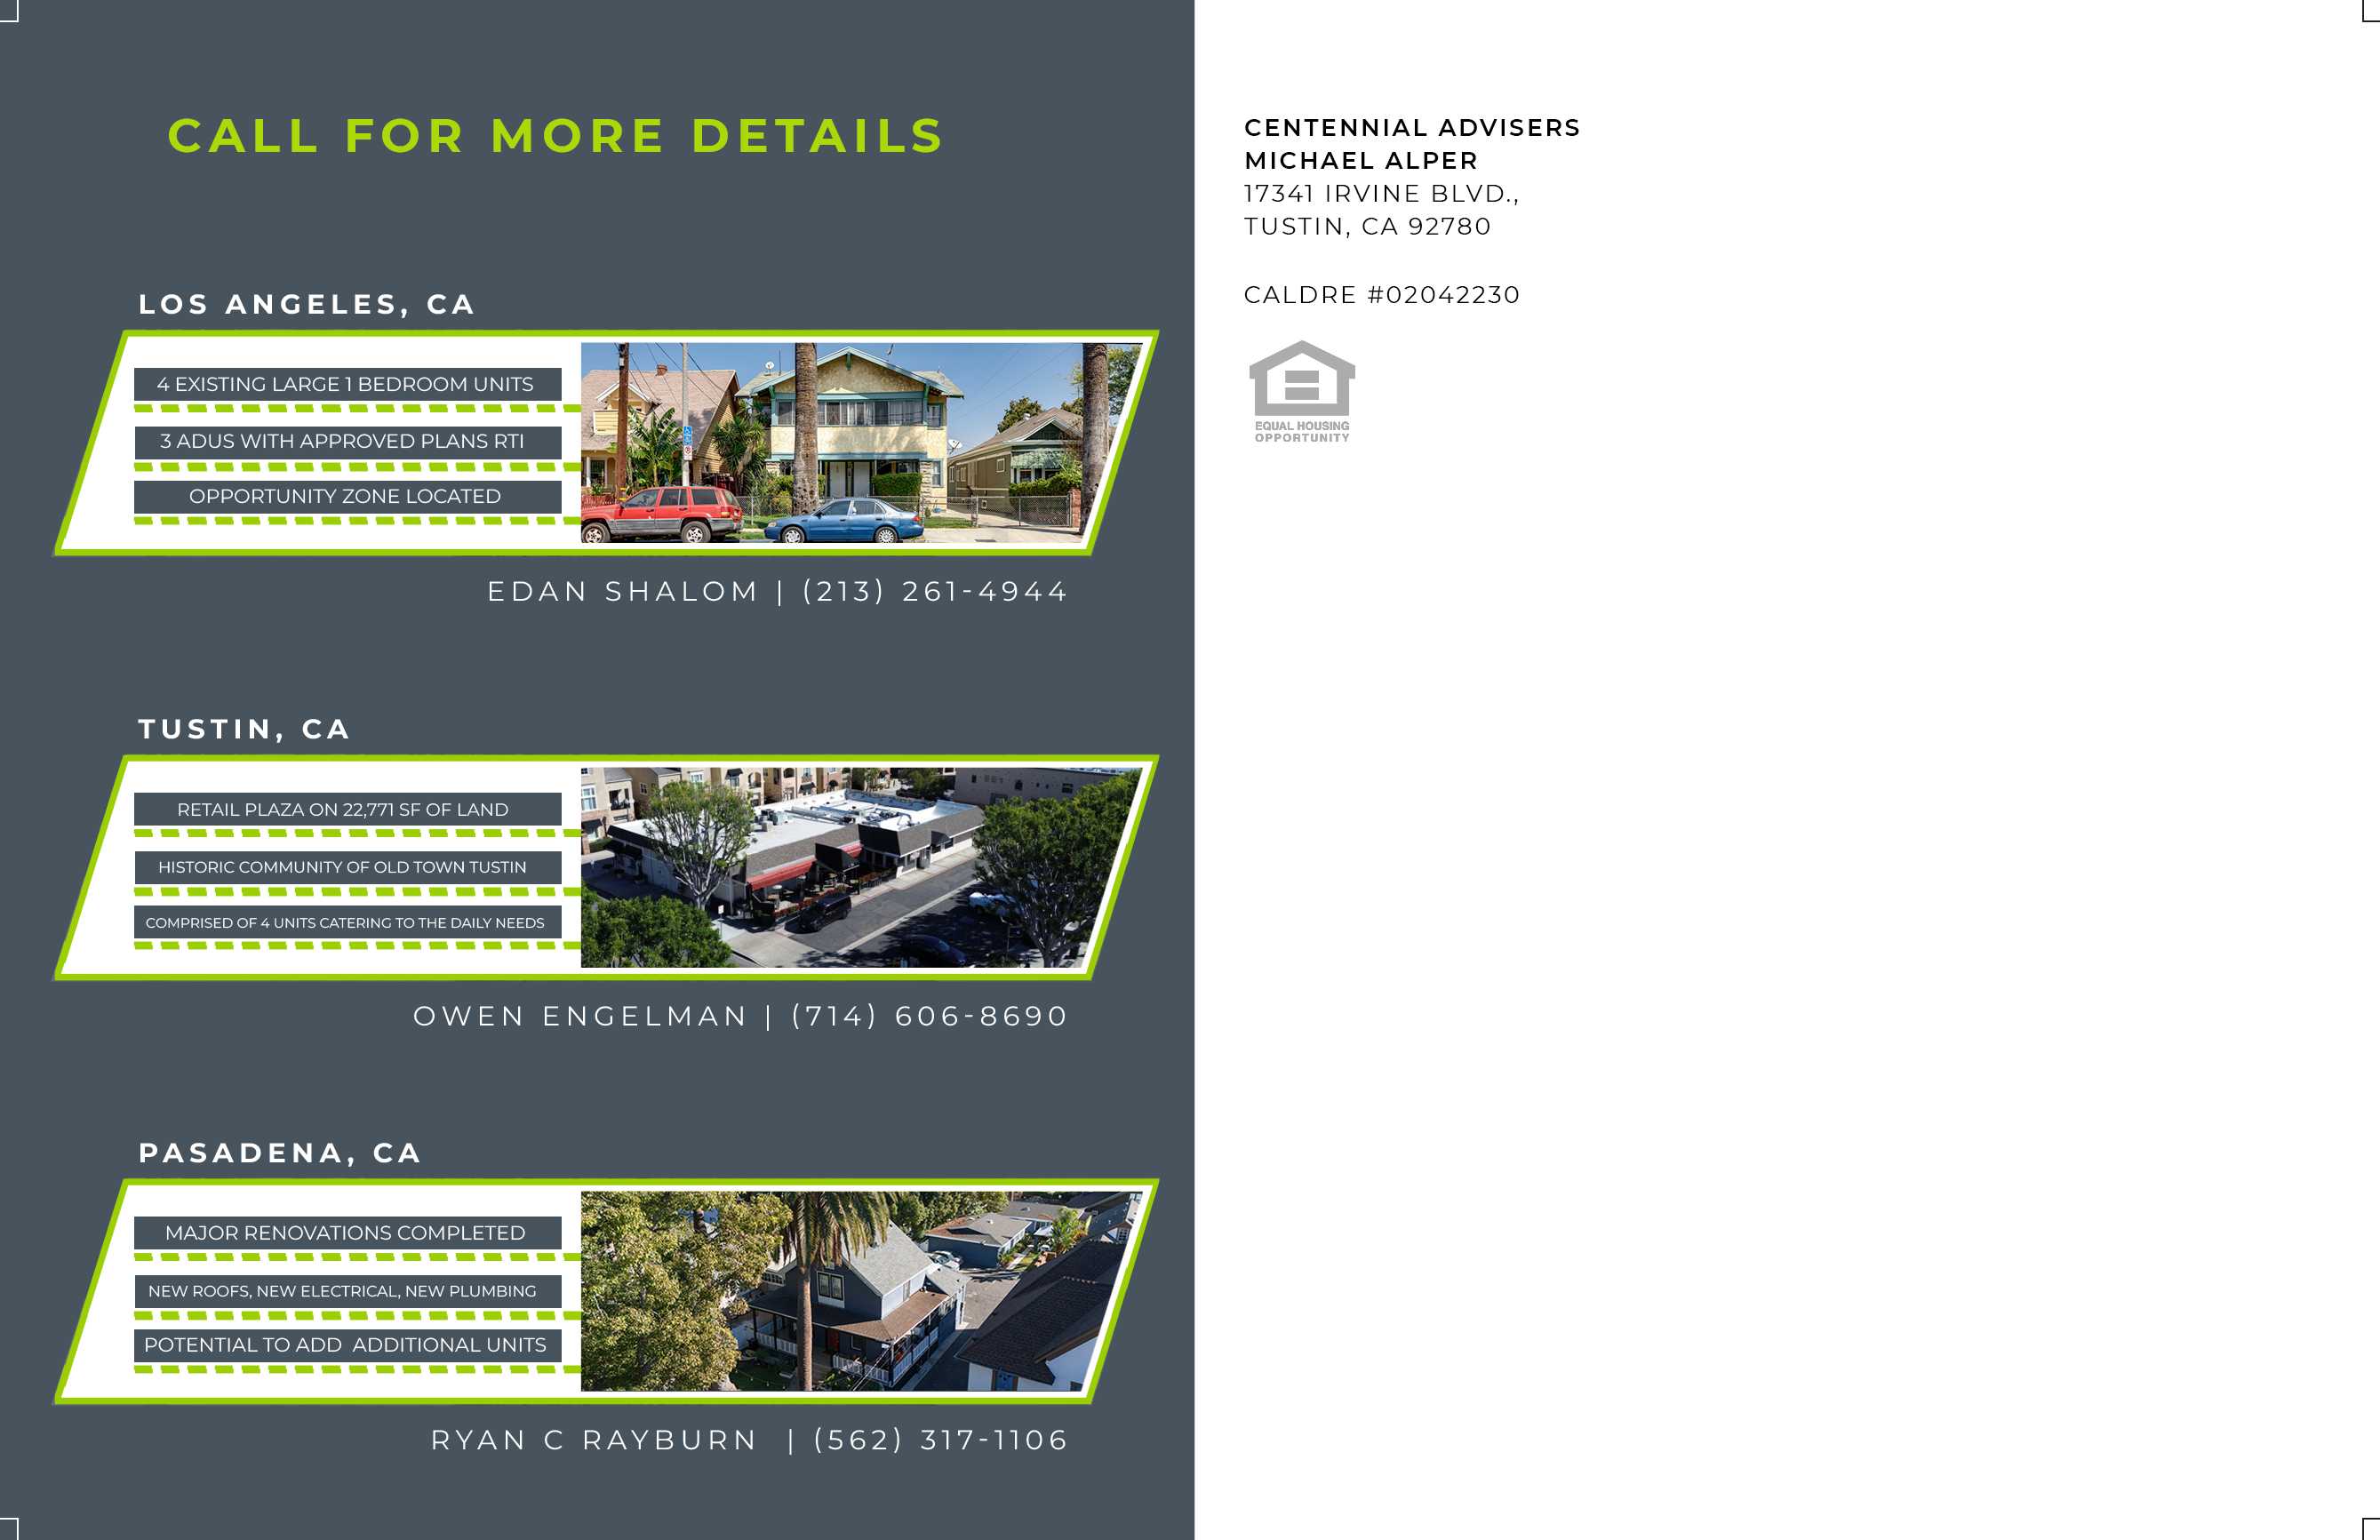 CALL FOR MORE DETAILS
LOS ANGELES, CA
4 EXISTING LARGE 1 BEDROOM UNITS
3 ADUS WITH APPROVED PLANS RTI
OPPORTUNITY ZONE LOCATED
EDAN SHALOM | (213) 261-4944
TUSTIN, CA
RETAIL PLAZA ON 22,771 SF OF LAND
HISTORIC COMMUNITY OF OLD TOWN TUSTIN
COMPRISED OF 4 UNITS CATERING TO THE DAILY NEEDS
OWEN ENGELMAN | (714) 606-8690
PASADENA, CA
MAJOR RENOVATIONS COMPLETED
NEW ROOFS, NEW ELECTRICAL, NEW PLUMBING
POTENTIAL TO ADD  ADDITIONAL UNITS
RYAN C RAYBURN  | (562) 317-1106
CENTENNIAL ADVISERS
MICHAEL ALPER
17341 IRVINE BLVD.,
TUSTIN, CA 92780
CALDRE #02042230
EQUAL HOUSING
OPPORTUNITY